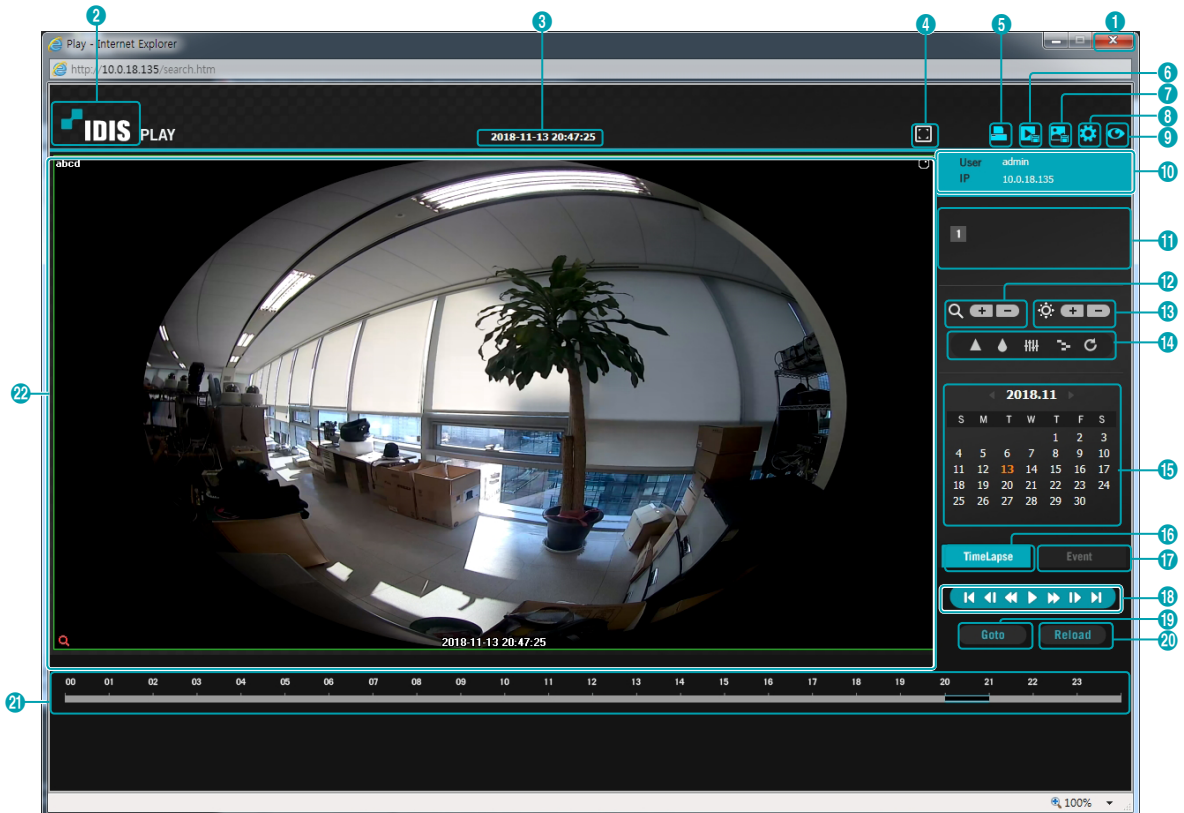 2
3
4
5
1
Play - Internet Explorer
http://10.0.18.135/search.htm
6
7
8
9
IDIS PLAY
2018-11-13 20:47:25
abcd
User admin
IP 10.0.18.135
10
1
11
12
13
14
22
2018.11
S M T W T F S
1 2 3
4 5 6 7 8 9 10
11 12 13 14 15 16 17
18 19 20 21 22 23 24
25 26 27 28 29 30
15
16
TimeLapse
Event
17
18
19
Goto
Reload
20
2018-11-13 20:47:25
00 01 02 03 04 05 06 07 08 09 10 11 12 13 14 15 16 17 18 19 20 21 22 23
21
100%